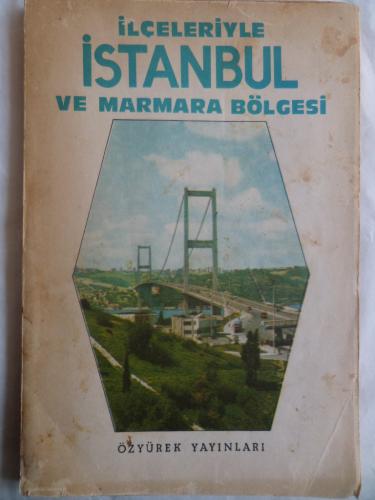 İLÇELERİYLE
İSTANBUL
VE MARMARA BÖLGESİ
ÖZYÜREK YAYINLARI